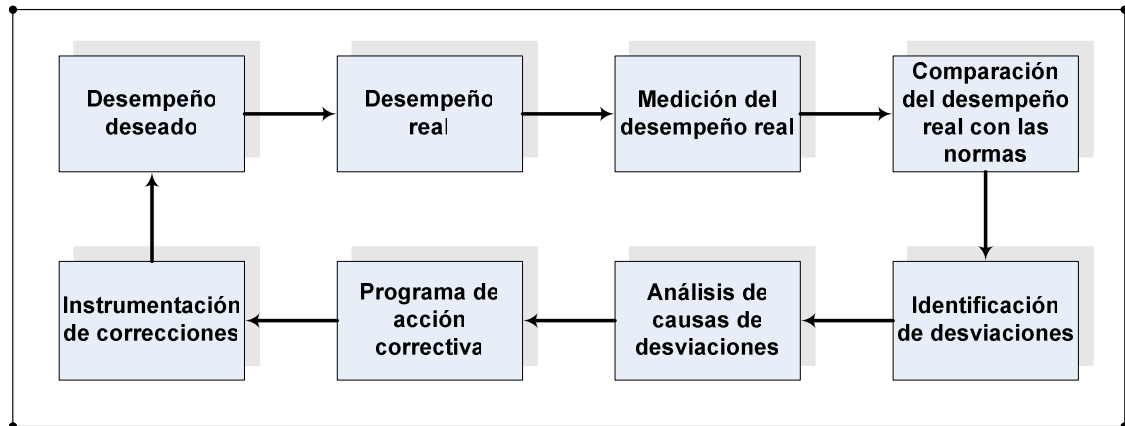 Desempeño
deseado
Desempeño
real
Medición del
desempeño real
Comparación
del desempeño
real con las
normas
Instrumentación
de correcciones
Programa de
acción
correctiva
Análisis de
causas de
desviaciones
Identificación
de desviaciones